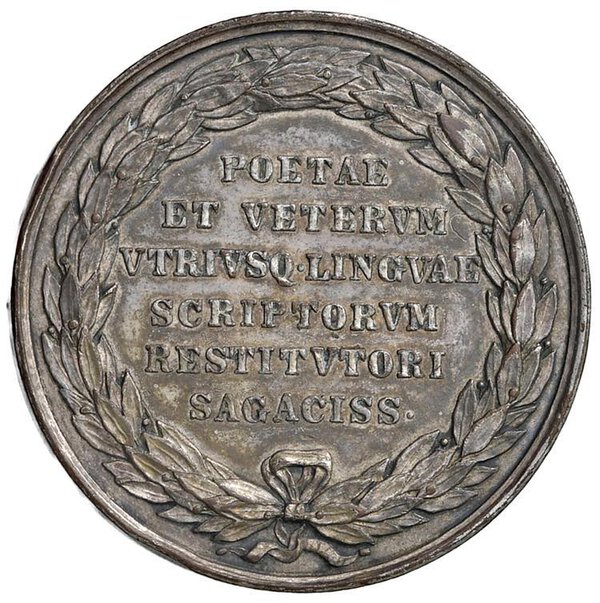 POETAE
ET VETERVM
VTRIVSQ·LINGVAE
SCRIPTORVM
RESTITVTORI
SAGACISS·